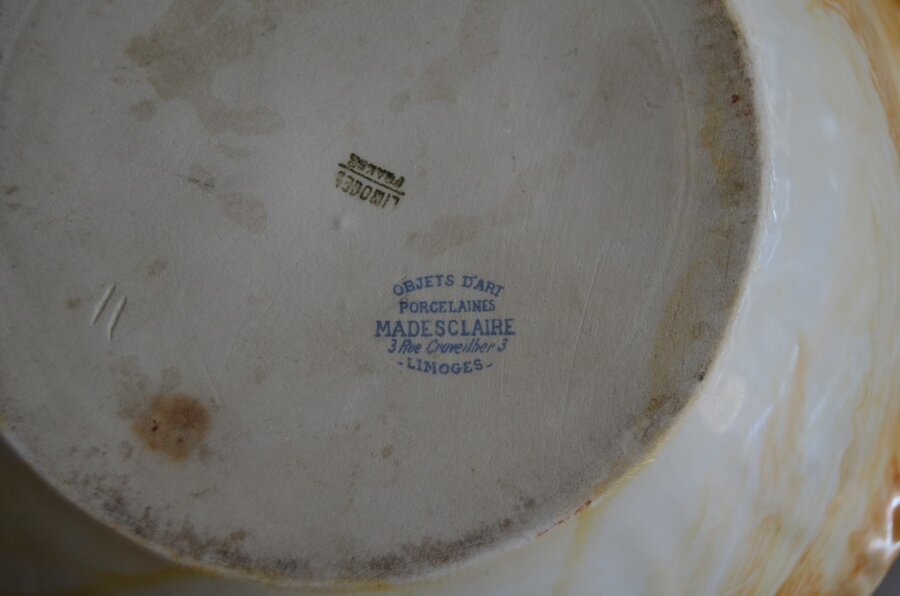 LIMOGES
FRANCE
OBJETS D'ART
PORCELAINES
MADESCLAIRE
3 Rue Cruveilher 3
-LIMOGES-